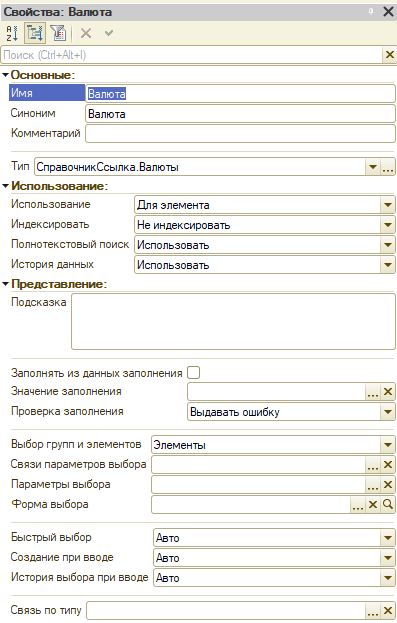 Свойства: Валюта
Поиск (Ctrl+Alt+I)
Основные:
Имя Валюта
Синоним Валюта
Комментарий
Тип СправочникСсылка.Валюты
Использование:
Использование Для элемента
Индексировать Не индексировать
Полнотекстовый поиск Использовать
История данных Использовать
Представление:
Подсказка
Заполнять из данных заполнения
Значение заполнения
Проверка заполнения Выдавать ошибку
Выбор групп и элементов Элементы
Связи параметров выбора
Параметры выбора
Форма выбора
Быстрый выбор Авто
Создание при вводе Авто
История выбора при вводе Авто
Связь по типу